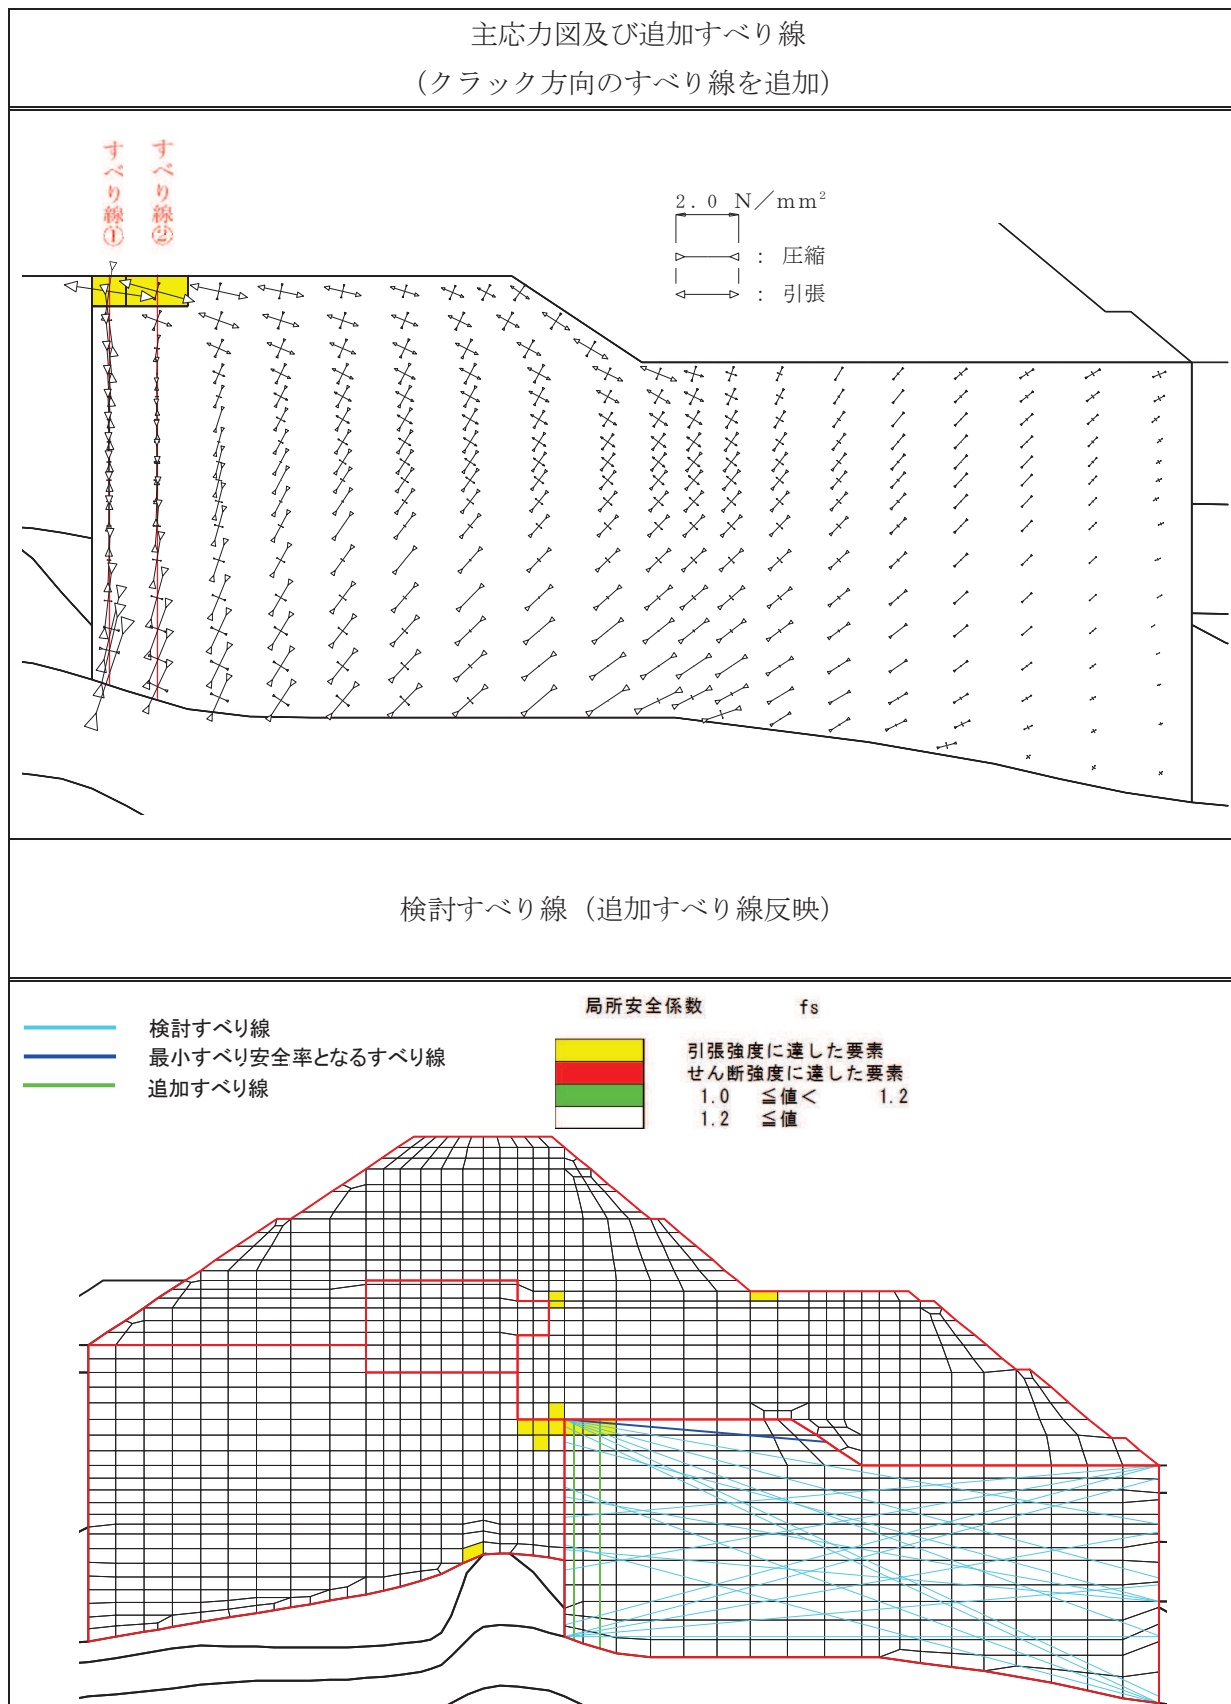 主応力図及び追加すべり線
（クラック方向のすべり線を追加）
すべり線①
すべり線②
2.0 N／mm²
： 圧縮
： 引張
検討すべり線（追加すべり線反映）
検討すべり線
最小すべり安全率となるすべり線
追加すべり線
局所安全係数 fs
引張強度に達した要素
せん断強度に達した要素
1.0 ≦値＜ 1.2
1.2 ≦値